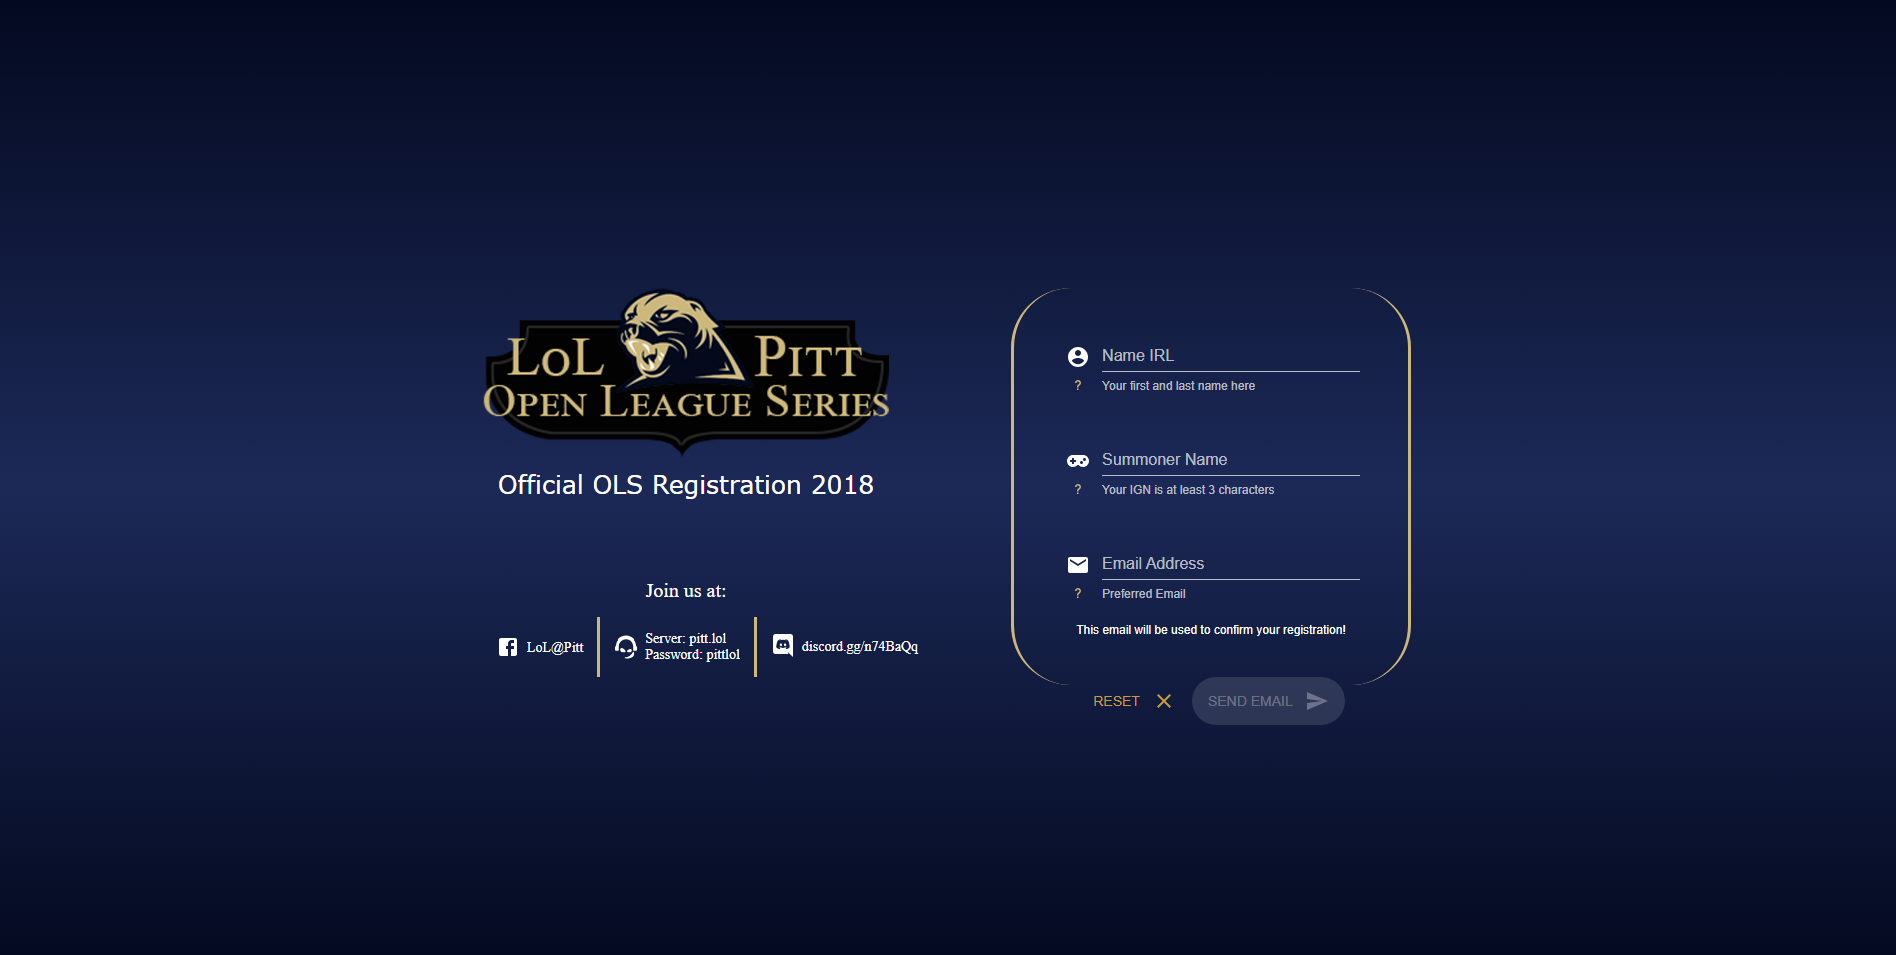 LOL PITT
OPEN LEAGUE SERIES
Official OLS Registration 2018
Join us at:
LoL@Pitt
Server: pitt.lol
Password: pittlol
discord.gg/n74BaQq
Name IRL
? Your first and last name here
Summoner Name
? Your IGN is at least 3 characters
Email Address
? Preferred Email
This email will be used to confirm your registration!
RESET
SEND EMAIL